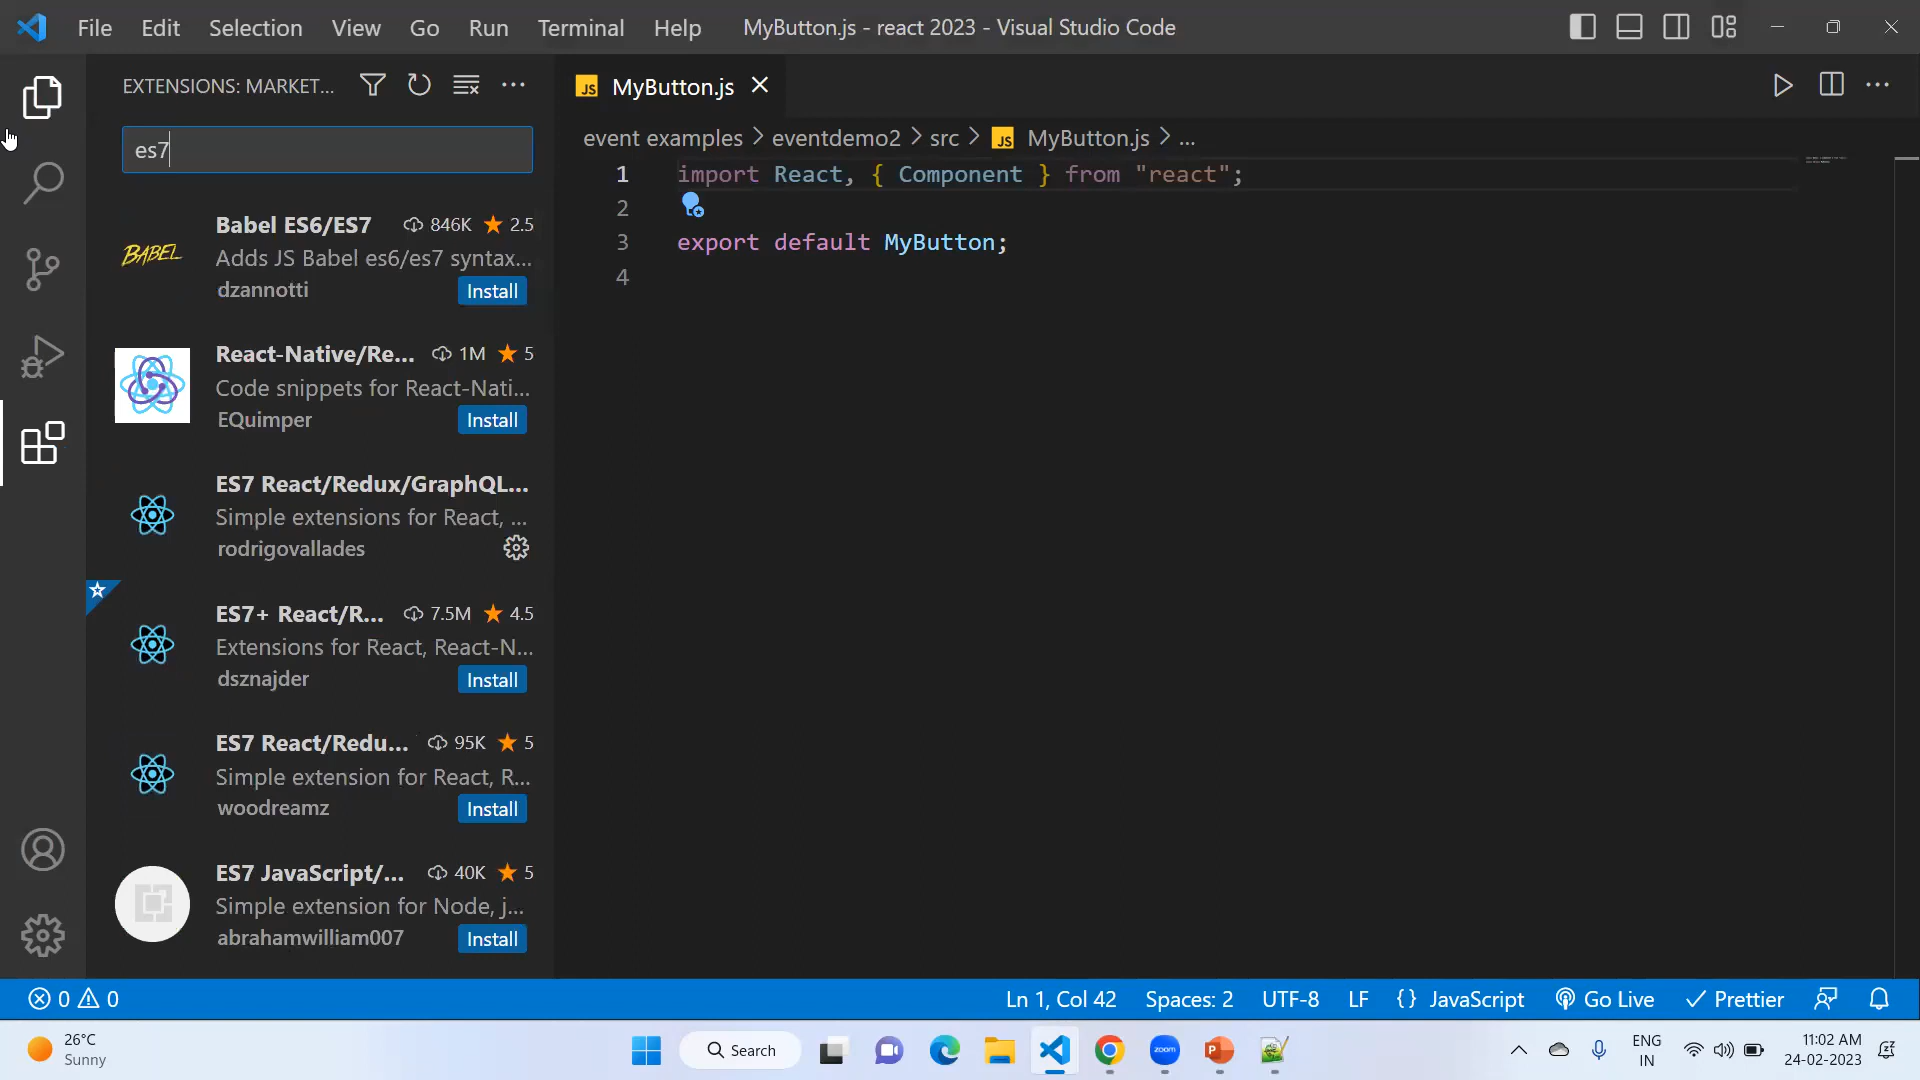 File Edit Selection View Go Run Terminal Help MyButton.js - react 2023 - Visual Studio Code
EXTENSIONS: MARKET...
es7
Babel ES6/ES7 846K 2.5
Adds JS Babel es6/es7 syntax...
dzannotti Install
BABEL
React-Native/Re... 1M 5
Code snippets for React-Nati...
EQuimper Install
ES7 React/Redux/GraphQL...
Simple extensions for React, ...
rodrigovallades
ES7+ React/R... 7.5M 4.5
Extensions for React, React-N...
dsznajder Install
ES7 React/Redu... 95K 5
Simple extension for React, R...
woodreamz Install
ES7 JavaScript/... 40K 5
Simple extension for Node, j...
abrahamwilliam007 Install
JS MyButton.js
event examples > eventdemo2 > src > JS MyButton.js > ...
1 import React, { Component } from "react";
2
3 export default MyButton;
4
0 0 Ln 1, Col 42 Spaces: 2 UTF-8 LF {} JavaScript Go Live Prettier
26°C
Sunny
Search
zoom
P
ENG
IN
11:02 AM
24-02-2023